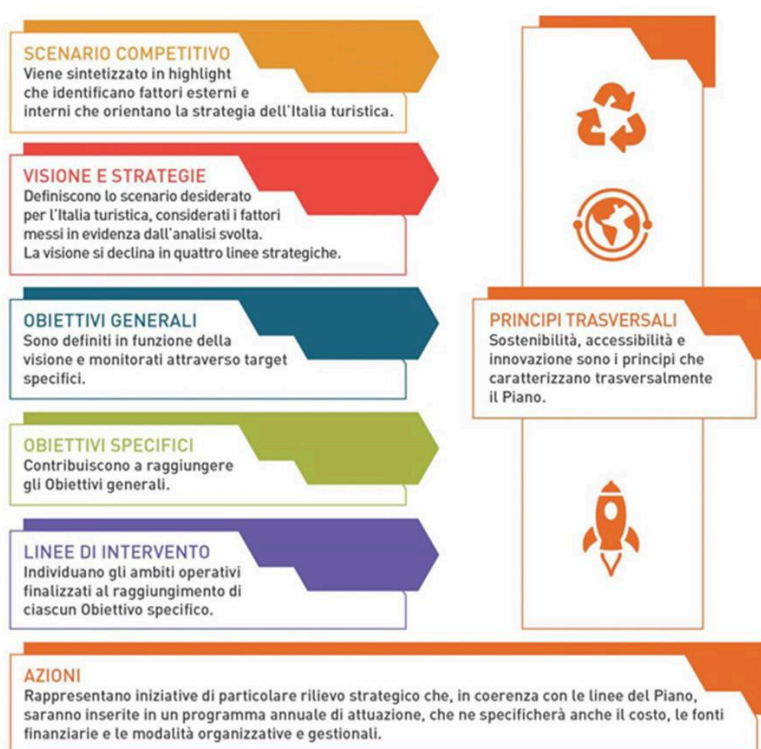 SCENARIO COMPETITIVO
Viene sintetizzato in highlight
che identificano fattori esterni e
interni che orientano la strategia dell'Italia turistica.
VISIONE E STRATEGIE
Definiscono lo scenario desiderato
per l'Italia turistica, considerati i fattori
messi in evidenza dall'analisi svolta.
La visione si declina in quattro linee strategiche.
OBIETTIVI GENERALI
Sono definiti in funzione della
visione e monitorati attraverso target
specifici.
OBIETTIVI SPECIFICI
Contribuiscono a raggiungere
gli Obiettivi generali.
LINEE DI INTERVENTO
Individuano gli ambiti operativi
finalizzati al raggiungimento di
ciascun Obiettivo specifico.
PRINCIPI TRASVERSALI
Sostenibilità, accessibilità e
innovazione sono i principi che
caratterizzano trasversalmente
il Piano.
AZIONI
Rappresentano iniziative di particolare rilievo strategico che, in coerenza con le linee del Piano,
saranno inserite in un programma annuale di attuazione, che ne specificherà anche il costo, le fonti
finanziarie e le modalità organizzative e gestionali.